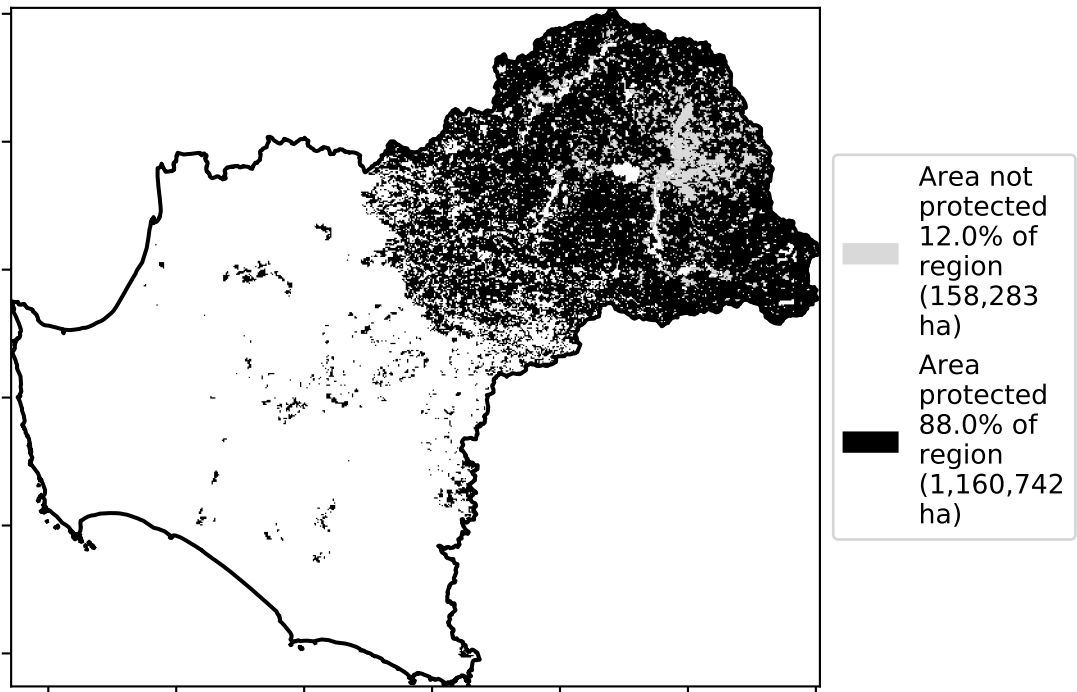 Area not
protected
12.0% of
region
(158,283
ha)
Area
protected
88.0% of
region
(1,160,742
ha)